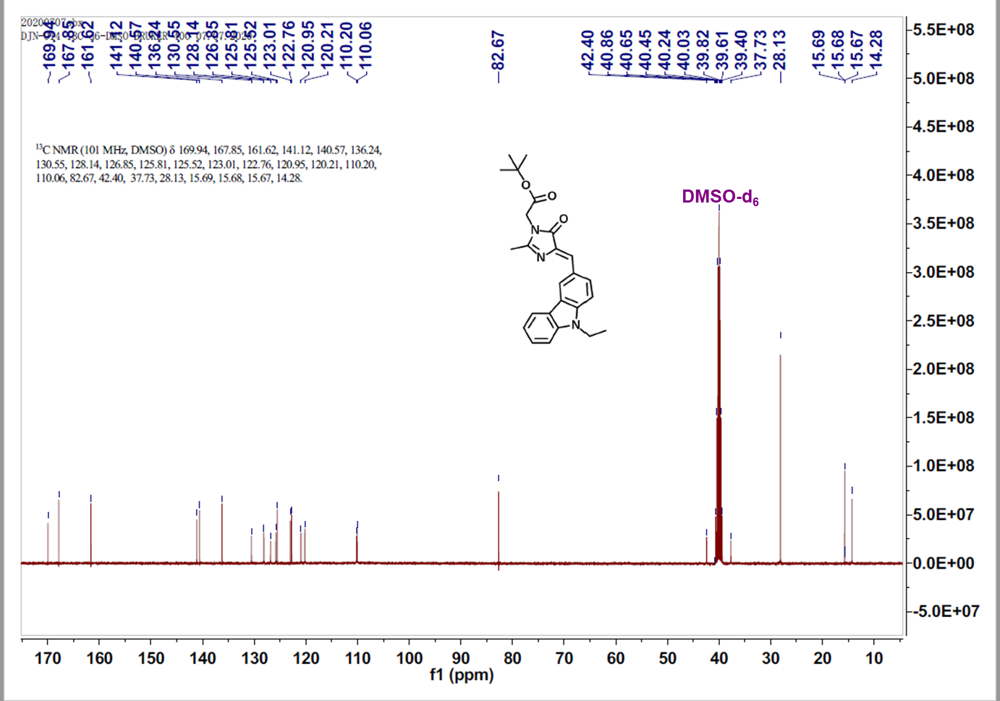 20200707
13C d6-DMSO BRUKER 400 07.07.2020
169.94
167.85
161.62
141.12
140.57
136.24
130.55
128.14
126.85
125.81
125.52
123.01
122.76
120.95
120.21
110.20
110.06
82.67
42.40
40.86
40.65
40.45
40.24
40.03
39.82
39.61
39.40
37.73
28.13
15.69
15.68
15.67
14.28
5.5E+08
5.0E+08
4.5E+08
4.0E+08
3.5E+08
3.0E+08
2.5E+08
2.0E+08
1.5E+08
1.0E+08
5.0E+07
0.0E+00
-5.0E+07
13C NMR (101 MHz, DMSO) δ 169.94, 167.85, 161.62, 141.12, 140.57, 136.24,
130.55, 128.14, 126.85, 125.81, 125.52, 123.01, 122.76, 120.95, 120.21, 110.20,
110.06, 82.67, 42.40, 37.73, 28.13, 15.69, 15.68, 15.67, 14.28.
O
O
N
O
N
N
DMSO-d6
170 160 150 140 130 120 110 100 90 80 70 60 50 40 30 20 10
f1 (ppm)